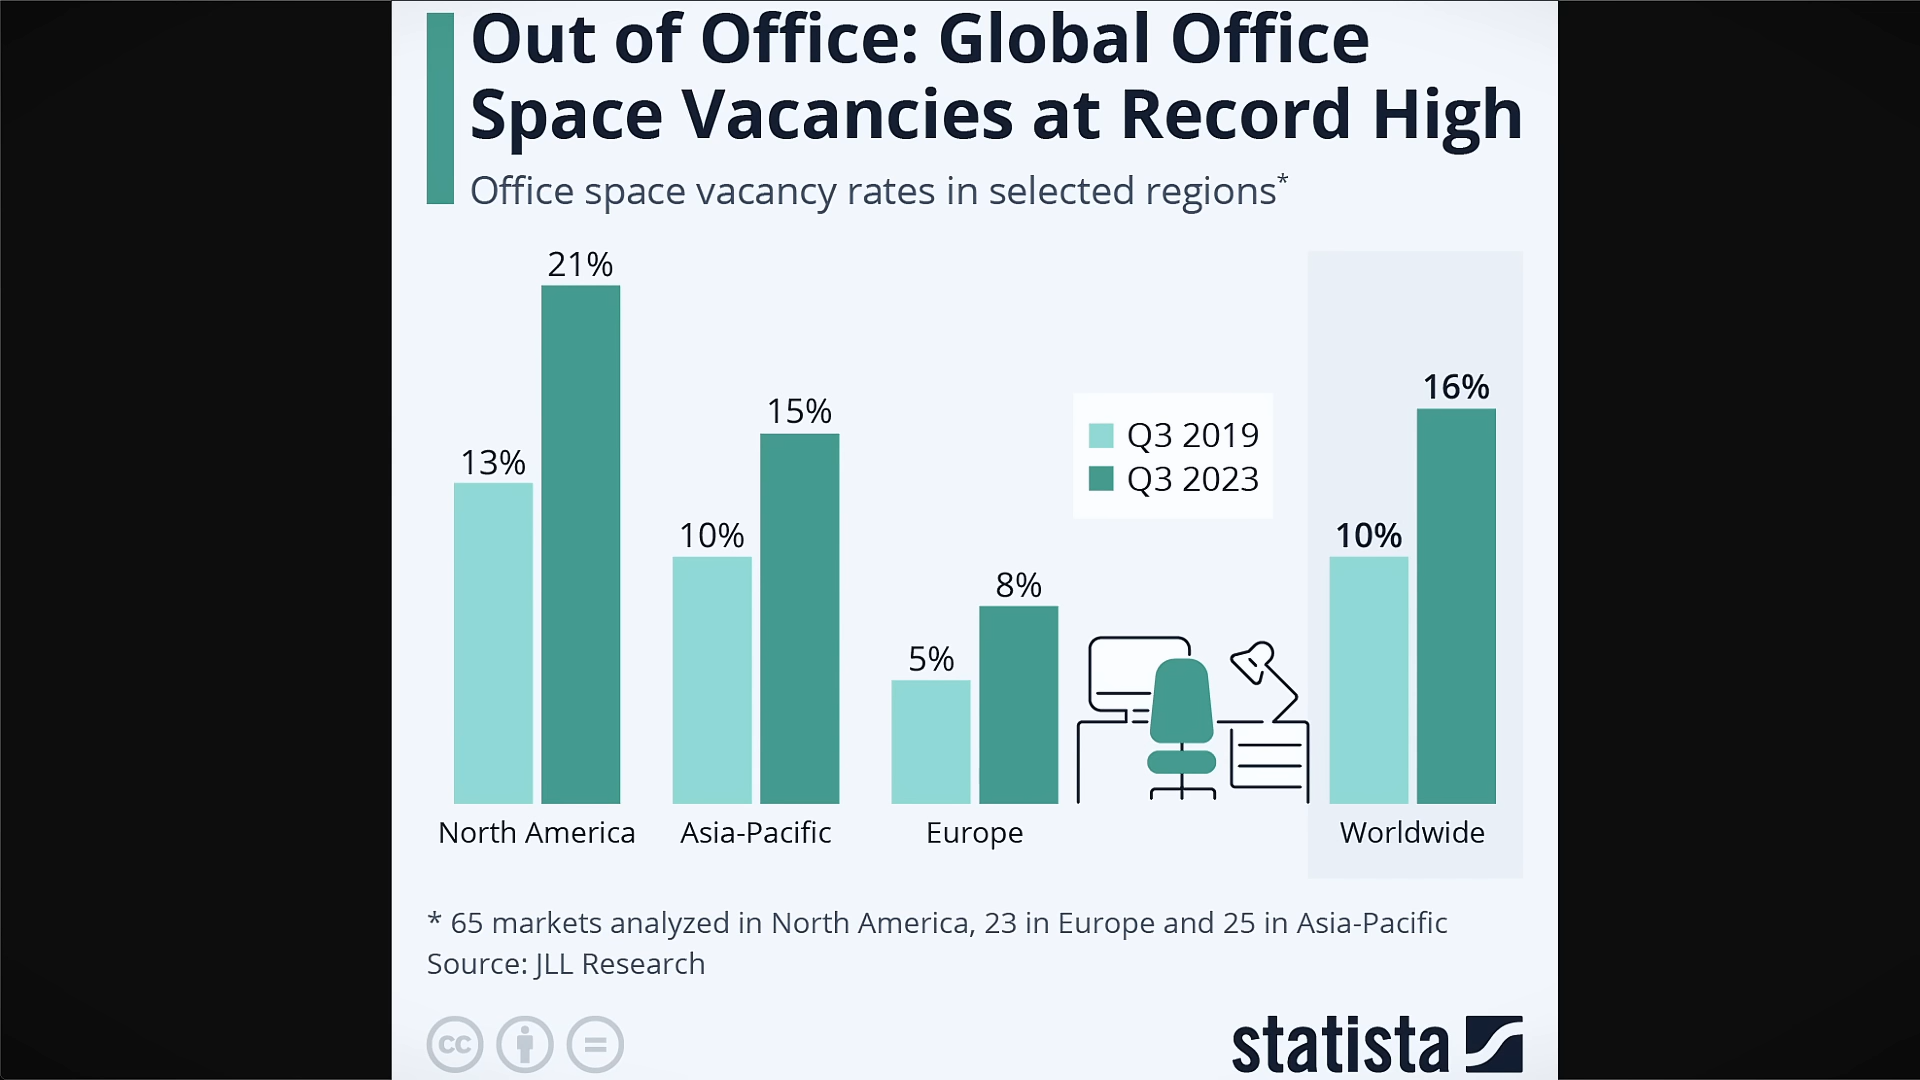 Out of Office: Global Office
Space Vacancies at Record High
Office space vacancy rates in selected regions*
21%
13%
15%
10%
8%
5%
16%
10%
Q3 2019
Q3 2023
North America
Asia-Pacific
Europe
Worldwide
* 65 markets analyzed in North America, 23 in Europe and 25 in Asia-Pacific
Source: JLL Research
cc
=
statista